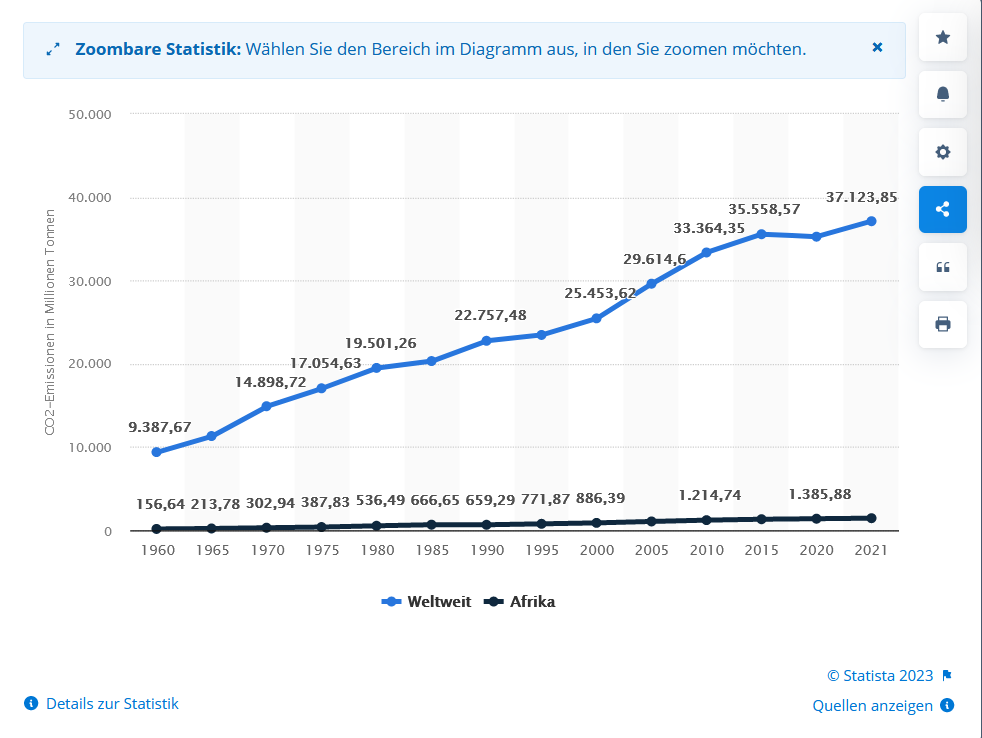 Zoombare Statistik: Wählen Sie den Bereich im Diagramm aus, in den Sie zoomen möchten.
50.000
40.000
30.000
20.000
10.000
0
CO2-Emissionen in Millionen Tonnen
9.387,67
14.898,72
17.054,63
19.501,26
22.757,48
25.453,62
29.614,6
33.364,35
35.558,57
37.123,85
156,64 213,78 302,94 387,83 536,49 666,65 659,29 771,87 886,39 1.214,74 1.385,88
1960 1965 1970 1975 1980 1985 1990 1995 2000 2005 2010 2015 2020 2021
Weltweit Afrika
© Statista 2023
Details zur Statistik
Quellen anzeigen